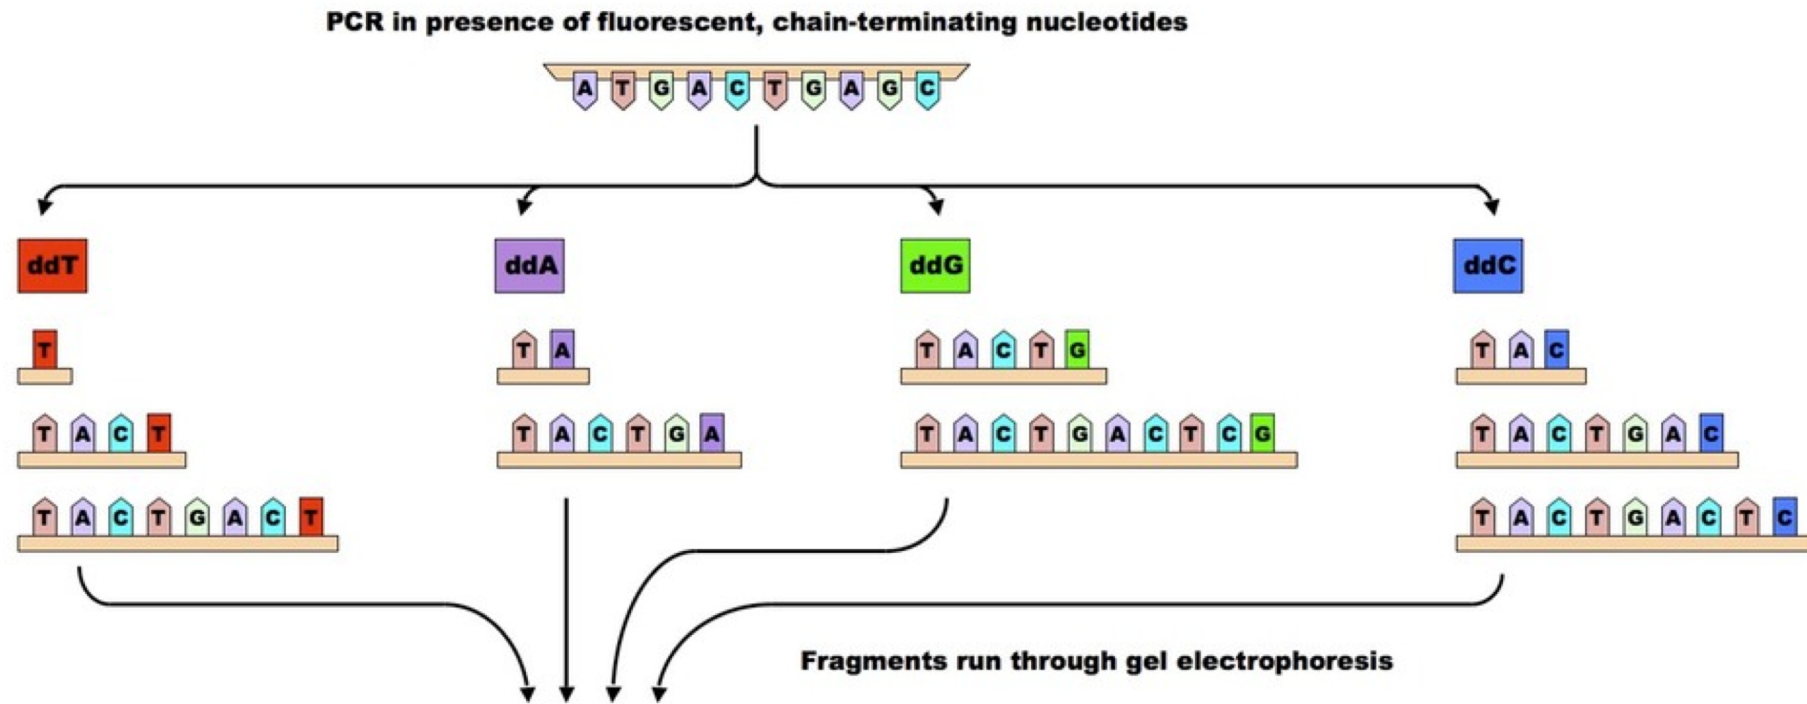 PCR in presence of fluorescent, chain-terminating nucleotides
A T G A C T G A G C
ddT ddA ddG ddC
T
T A
T A C T G
T A C
T A C T
T A C T G A
T A C T G A C T C G
T A C T G A C
T A C T G A C T
T A C T G A C T C
Fragments run through gel electrophoresis